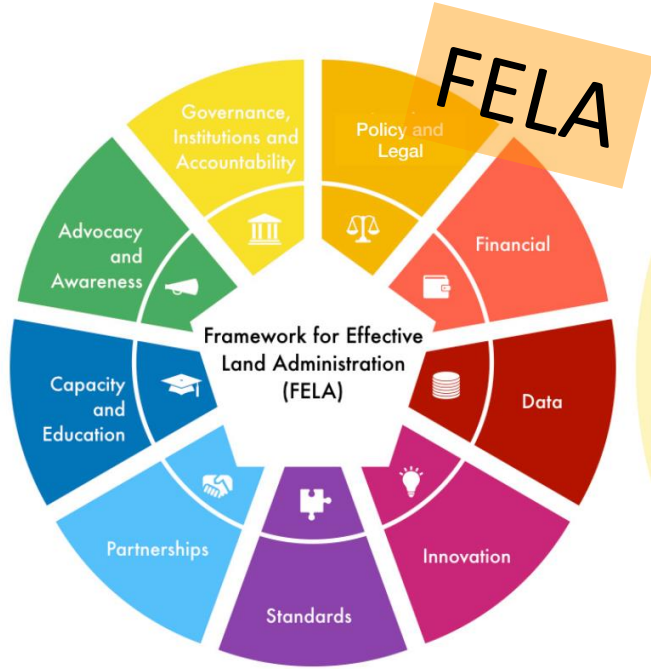 FELA
Governance,
Institutions and
Accountability
Policy and
Legal
Financial
Data
Innovation
Standards
Partnerships
Capacity
and
Education
Advocacy
and
Awareness
Framework for Effective
Land Administration
(FELA)